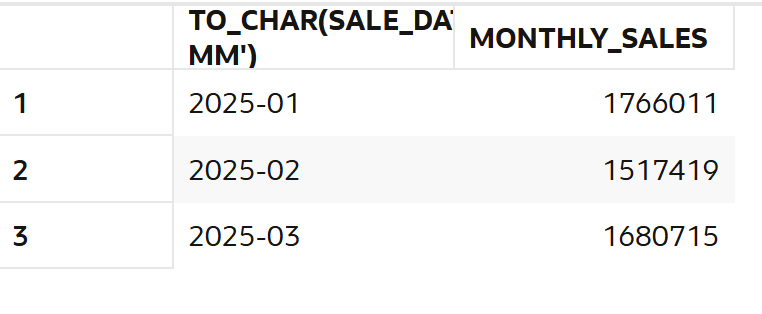 TO_CHAR(SALE_DA
MM')
MONTHLY_SALES
1 2025-01 1766011
2 2025-02 1517419
3 2025-03 1680715